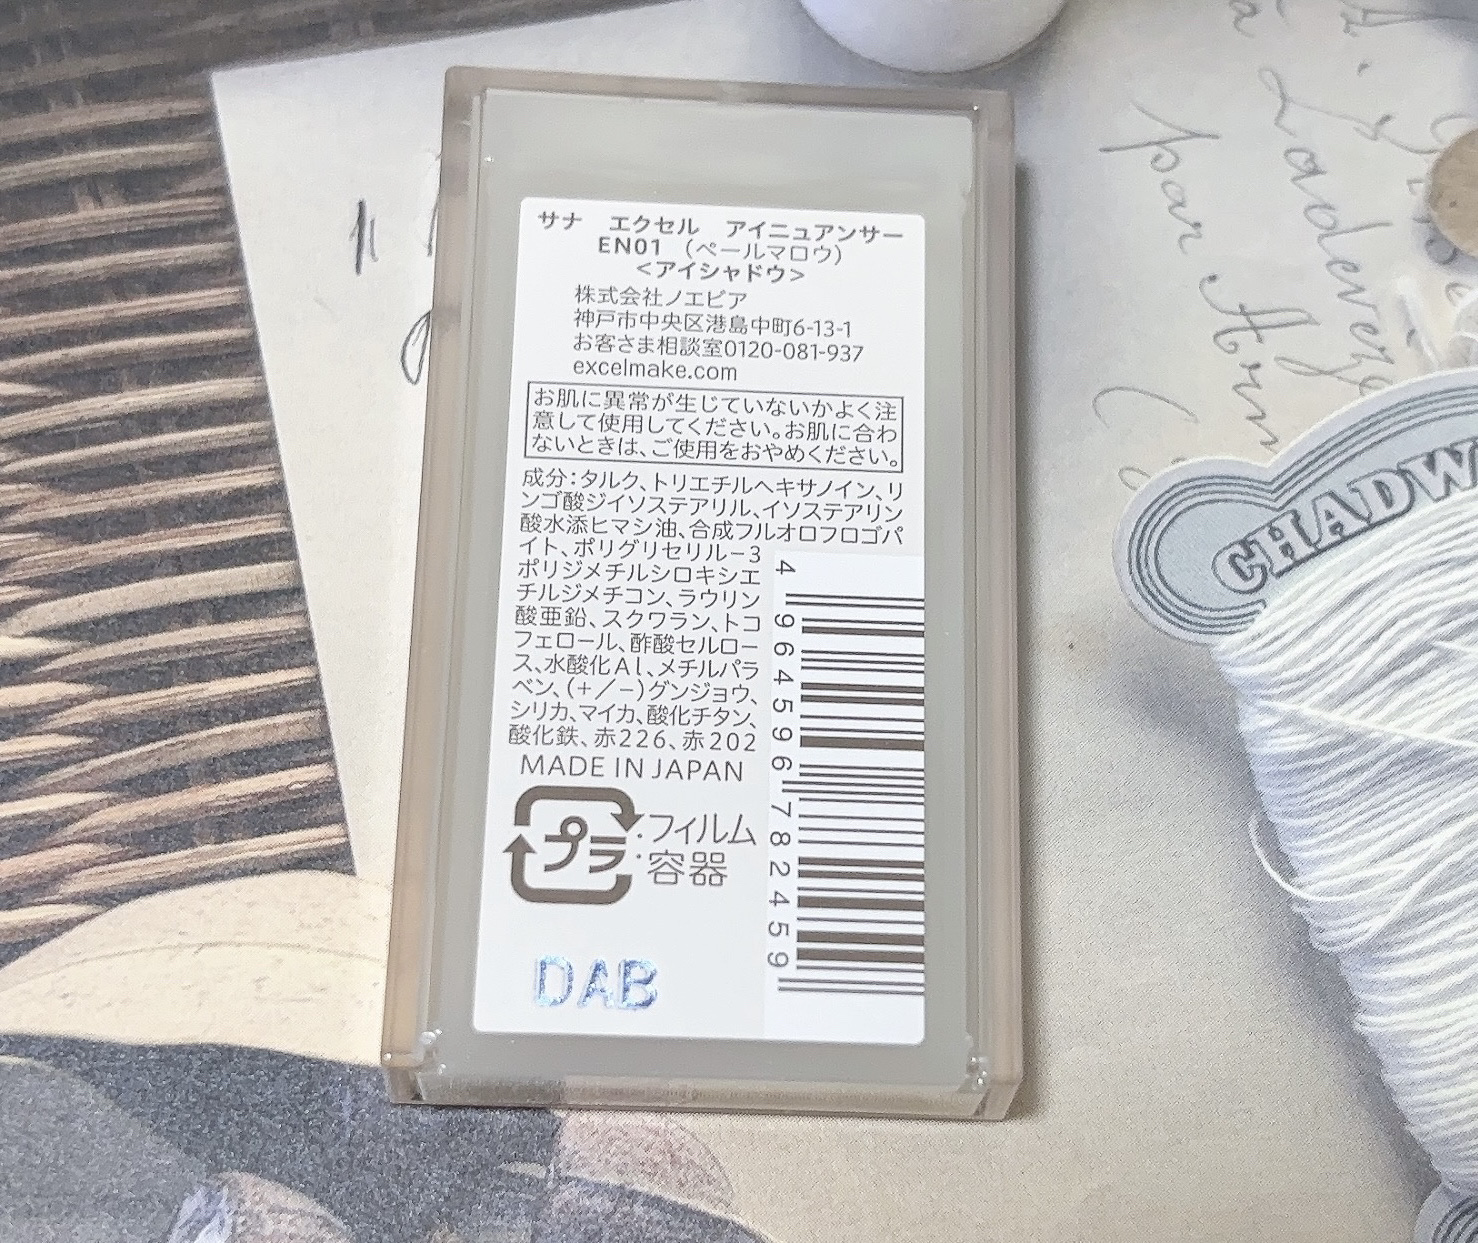 サナ エクセル アイニュアンサー
EN01 (ペールマロウ)
<アイシャドウ>
株式会社ノエビア
神戸市中央区港島中町6-13-1
お客さま相談室0120-081-937
excelmake.com
お肌に異常が生じていないかよく注
意して使用してください。お肌に合わ
ないときは、ご使用をおやめください。
成分:タルク、トリエチルヘキサノイン、リ
ンゴ酸ジイソステアリル、イソステアリン
酸水添ヒマシ油、合成フルオロフロゴパ
イト、ポリグリセリル-3
ポリジメチルシロキシエ
チルジメチコン、ラウリン
酸亜鉛、スクワラン、トコ
フェロール、酢酸セルロー
ス、水酸化Al、メチルパラ
ベン、(+/-)グンジョウ、
シリカ、マイカ、酸化チタン、
酸化鉄、赤226、赤202
MADE IN JAPAN
プラ
:フィルム
:容器
4 964596 782459
DAB
par
CHADW